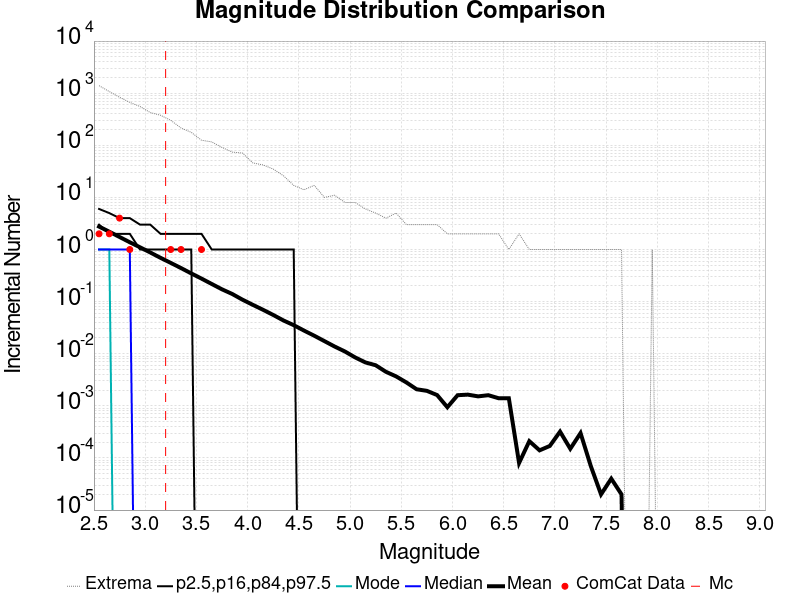 Magnitude Distribution Comparison
10^4
10^3
10^2
10^1
10^0
10^-1
10^-2
10^-3
10^-4
10^-5
Incremental Number
2.5 3.0 3.5 4.0 4.5 5.0 5.5 6.0 6.5 7.0 7.5 8.0 8.5 9.0
Magnitude
Extrema p2.5,p16,p84,p97.5 Mode Median Mean ComCat Data Mc